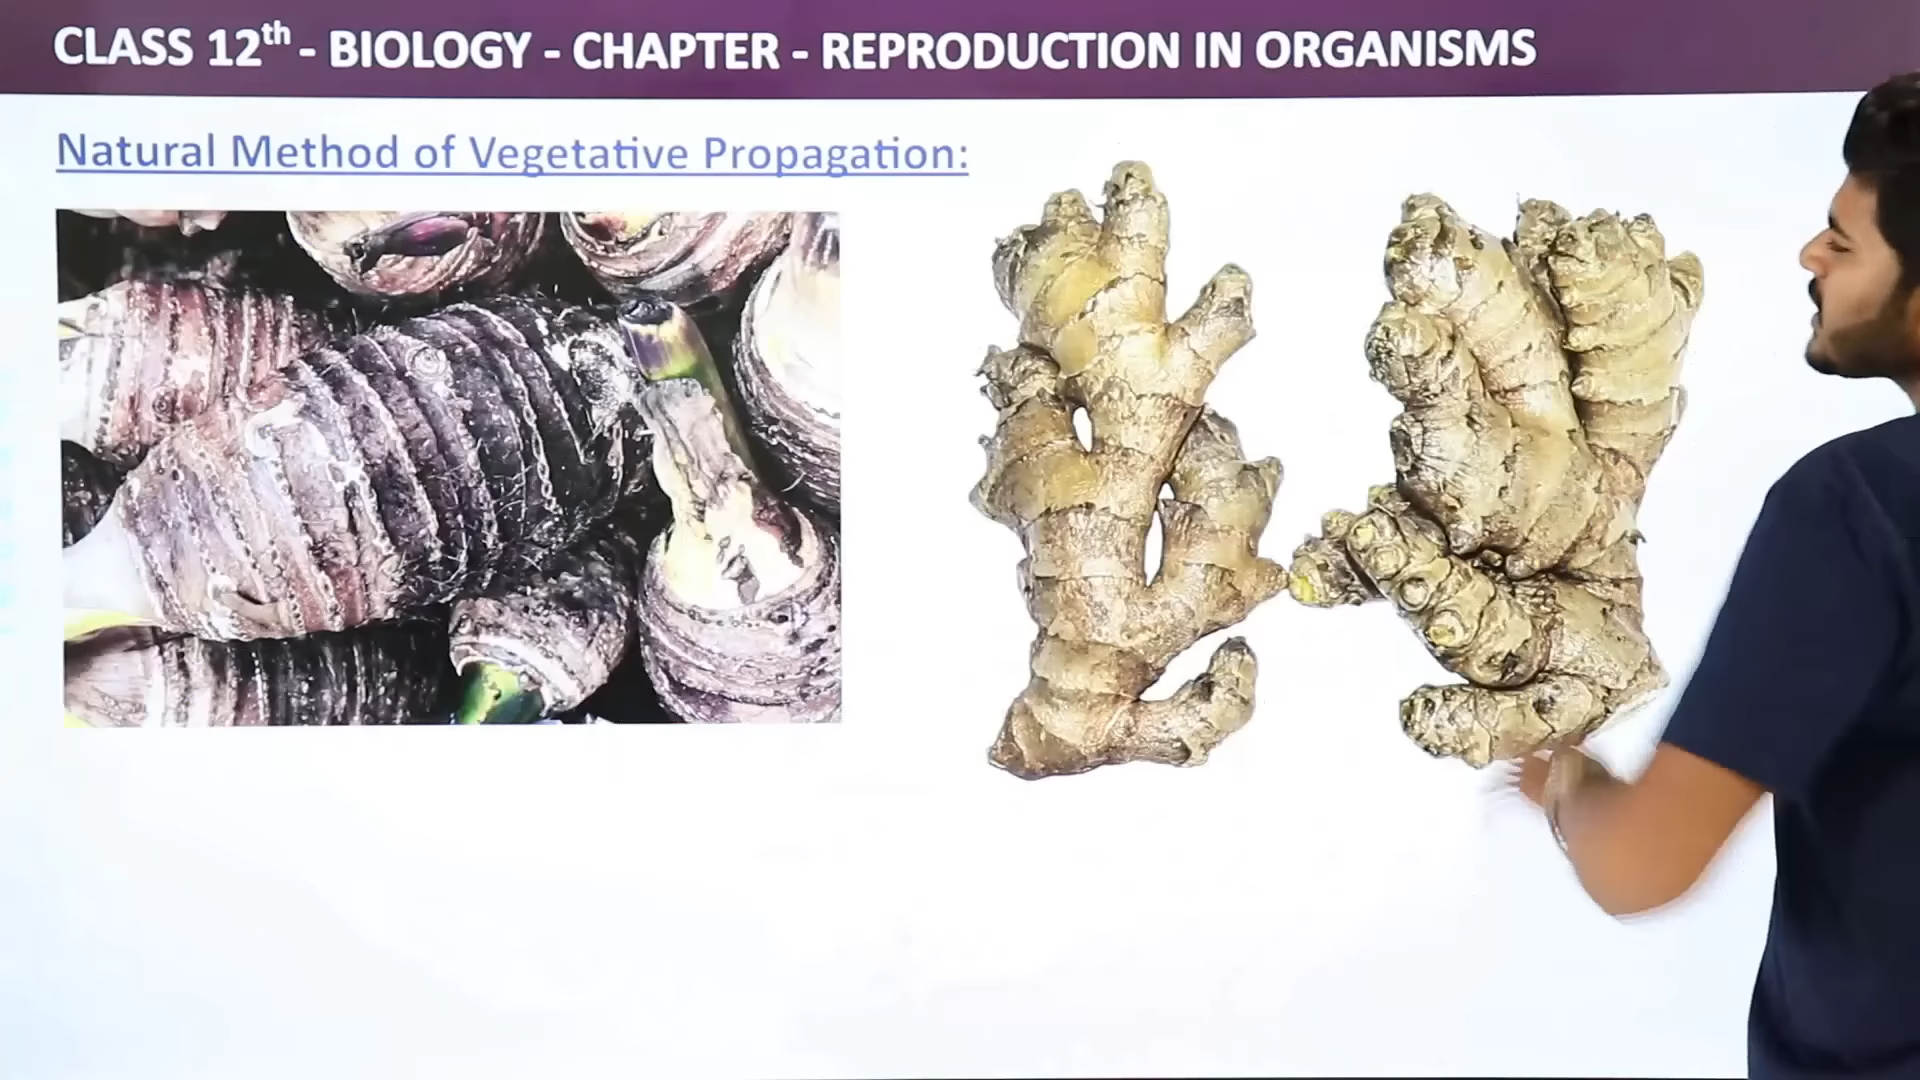 CLASS 12th - BIOLOGY - CHAPTER - REPRODUCTION IN ORGANISMS
Natural Method of Vegetative Propagation: